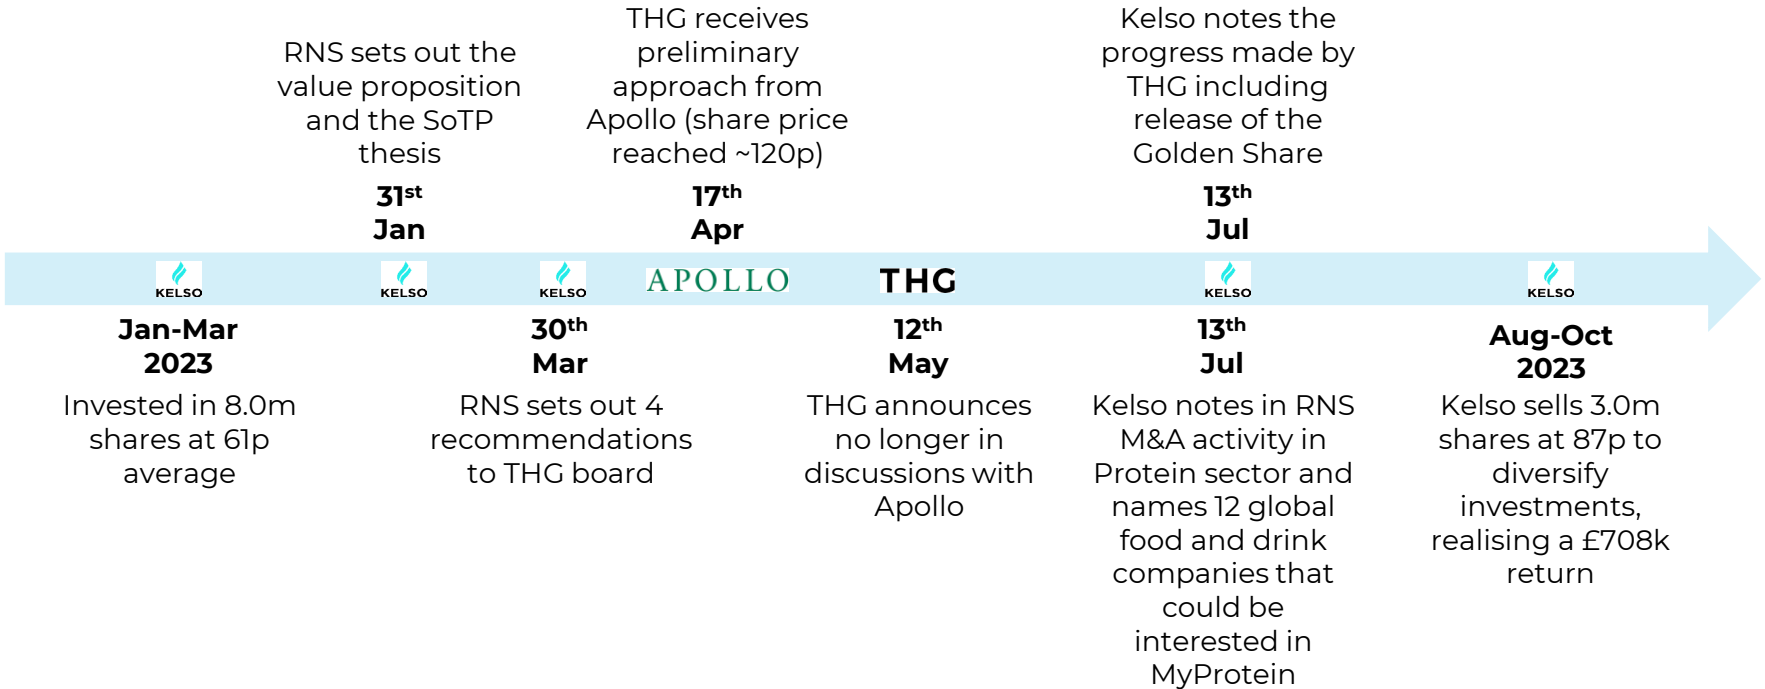 RNS sets out the
value proposition
and the SoTP
thesis
31st
Jan
THG receives
preliminary
approach from
Apollo (share price
reached ~120p)
17th
Apr
Kelso notes the
progress made by
THG including
release of the
Golden Share
13th
Jul
KELSO
KELSO
KELSO
APOLLO
THG
KELSO
KELSO
Jan-Mar
2023
Invested in 8.0m
shares at 61p
average
30th
Mar
RNS sets out 4
recommendations
to THG board
12th
May
THG announces
no longer in
discussions with
Apollo
13th
Jul
Kelso notes in RNS
M&A activity in
Protein sector and
names 12 global
food and drink
companies that
could be
interested in
MyProtein
Aug-Oct
2023
Kelso sells 3.0m
shares at 87p to
diversify
investments,
realising a £708k
return